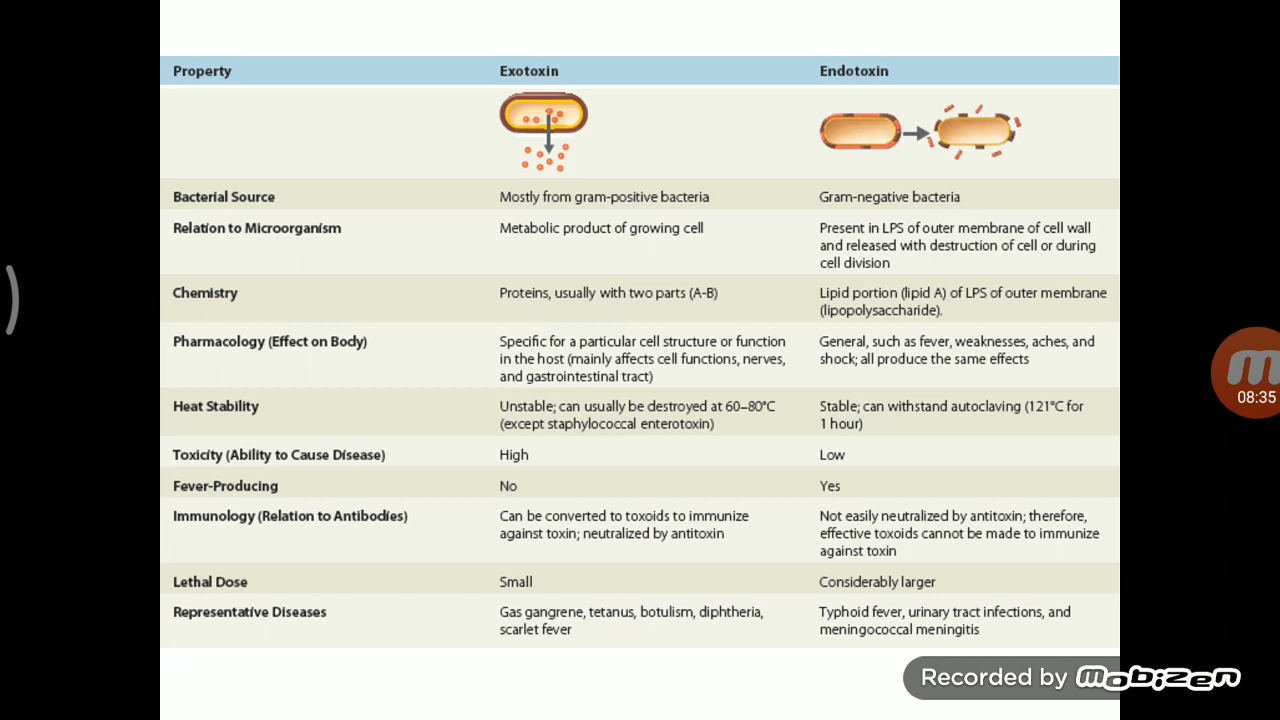 Property Exotoxin Endotoxin
Bacterial Source Mostly from gram-positive bacteria Gram-negative bacteria
Relation to Microorganism Metabolic product of growing cell Present in LPS of outer membrane of cell wall
and released with destruction of cell or during
cell division
Chemistry Proteins, usually with two parts (A-B) Lipid portion (lipid A) of LPS of outer membrane
(lipopolysaccharide).
Pharmacology (Effect on Body) Specific for a particular cell structure or function General, such as fever, weaknesses, aches, and
in the host (mainly affects cell functions, nerves, shock; all produce the same effects
and gastrointestinal tract)
Heat Stability Unstable; can usually be destroyed at 60–80°C Stable; can withstand autoclaving (121°C for
(except staphylococcal enterotoxin) 1 hour)
Toxicity (Ability to Cause Disease) High Low
Fever-Producing No Yes
Immunology (Relation to Antibodies) Can be converted to toxoids to immunize Not easily neutralized by antitoxin; therefore,
against toxin; neutralized by antitoxin effective toxoids cannot be made to immunize
against toxin
Lethal Dose Small Considerably larger
Representative Diseases Gas gangrene, tetanus, botulism, diphtheria, Typhoid fever, urinary tract infections, and
scarlet fever meningococcal meningitis
08:35
Recorded by mobizen